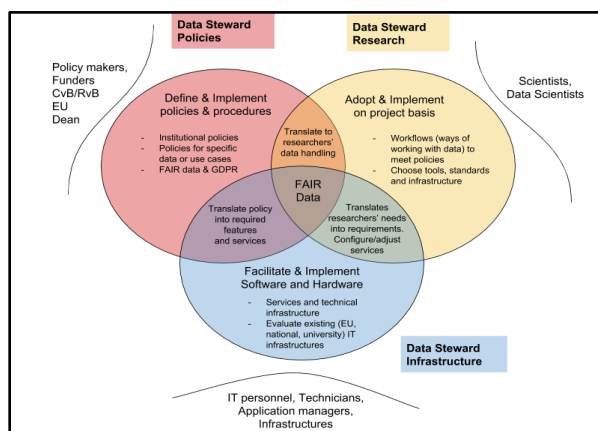 Data Steward
Policies
Data Steward
Research
Policy makers,
Funders
CvB/RvB
EU
Dean
Scientists,
Data Scientists
Define & Implement
policies & procedures
- Institutional policies
- Policies for specific
data or use cases
- FAIR data & GDPR
Translate to
researchers'
data handling
Adopt & Implement
on project basis
- Workflows (ways of
working with data) to
meet policies
- Choose tools, standards
and infrastructure
FAIR
Data
Translate policy
into required
features
and services
Translates
researchers' needs
into requirements.
Configure/adjust
services
Facilitate & Implement
Software and Hardware
- Services and technical
infrastructure
- Evaluate existing (EU,
national, university) IT
infrastructures
Data Steward
Infrastructure
IT personnel, Technicians,
Application managers,
Infrastructures